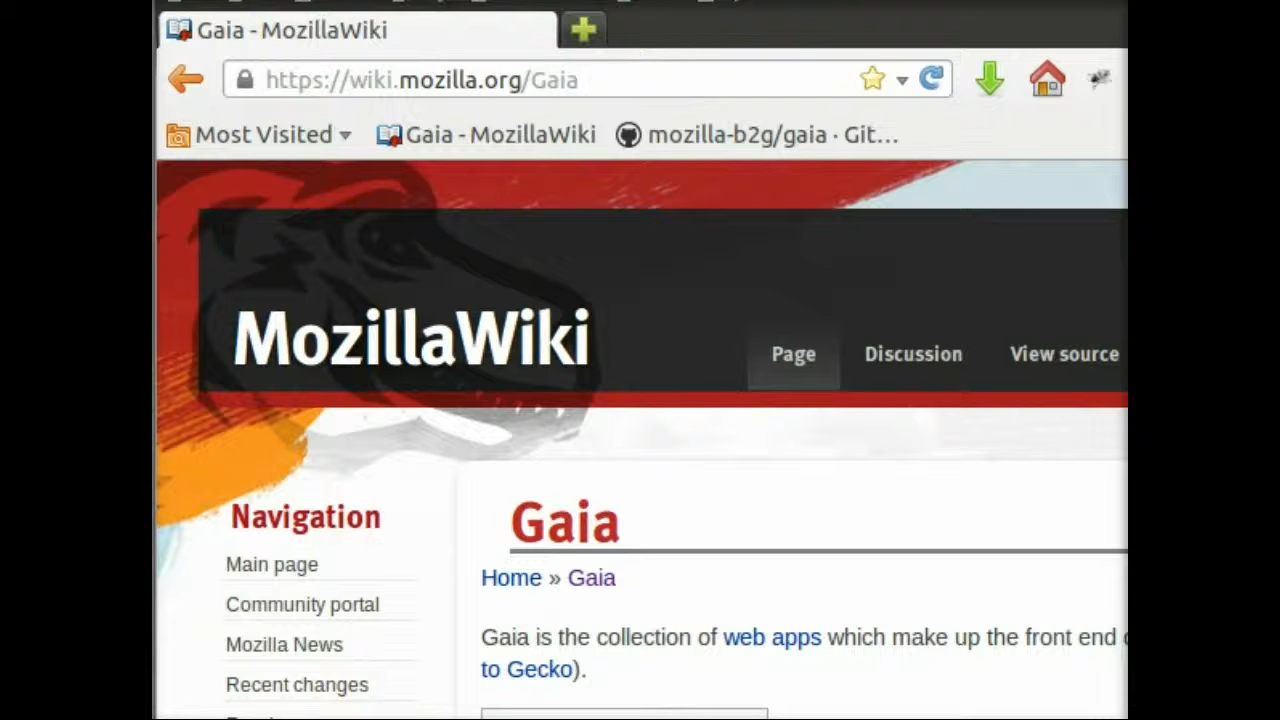 Gaia - MozillaWiki
https://wiki.mozilla.org/Gaia
Most Visited Gaia - MozillaWiki mozilla-b2g/gaia · Git...
MozillaWiki
Page Discussion View source
Navigation
Main page
Community portal
Mozilla News
Recent changes
Gaia
Home » Gaia
Gaia is the collection of web apps which make up the front end
to Gecko).